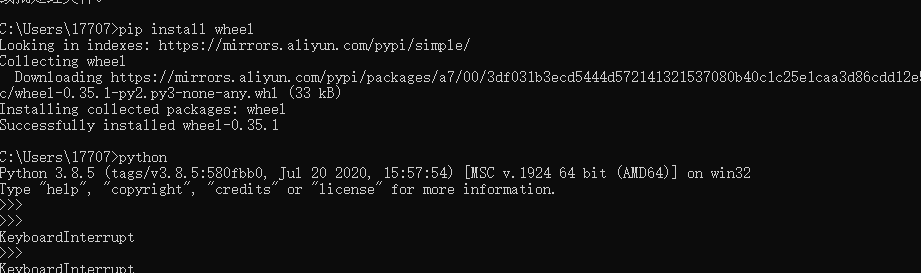 C:\Users\17707>pip install wheel
Looking in indexes: https://mirrors.aliyun.com/pypi/simple/
Collecting wheel
Downloading https://mirrors.aliyun.com/pypi/packages/a7/00/3df031b3ecd5444d572141321537080b40c1c25e1caa3d86cdd12e5
c/wheel-0.35.1-py2.py3-none-any.whl (33 kB)
Installing collected packages: wheel
Successfully installed wheel-0.35.1
C:\Users\17707>python
Python 3.8.5 (tags/v3.8.5:580fbb0, Jul 20 2020, 15:57:54) [MSC v.1924 64 bit (AMD64)] on win32
Type "help", "copyright", "credits" or "license" for more information.
>>>
>>>
KeyboardInterrupt
>>>
KeyboardInterrupt